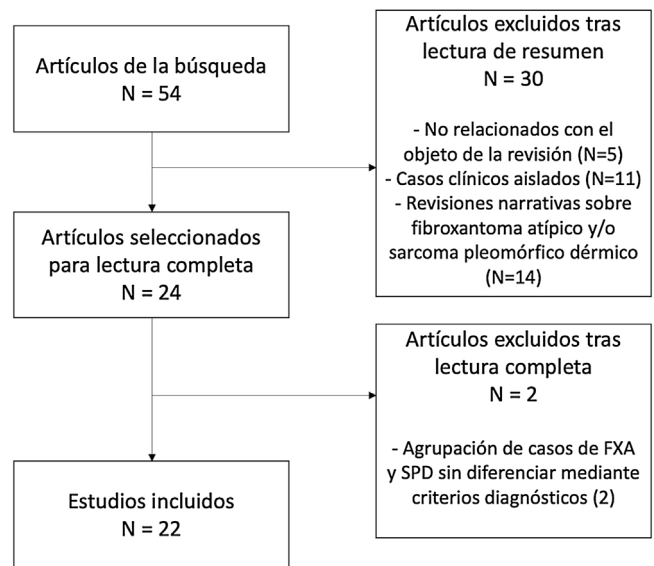 Artículos de la búsqueda
N = 54
Artículos excluidos tras
lectura de resumen
N = 30
- No relacionados con el
objeto de la revisión (N=5)
- Casos clínicos aislados (N=11)
- Revisiones narrativas sobre
fibroxantoma atípico y/o
sarcoma pleomórfico dérmico
(N=14)
Artículos seleccionados
para lectura completa
N = 24
Artículos excluidos tras
lectura completa
N = 2
- Agrupación de casos de FXA
y SPD sin diferenciar mediante
criterios diagnósticos (2)
Estudios incluidos
N = 22